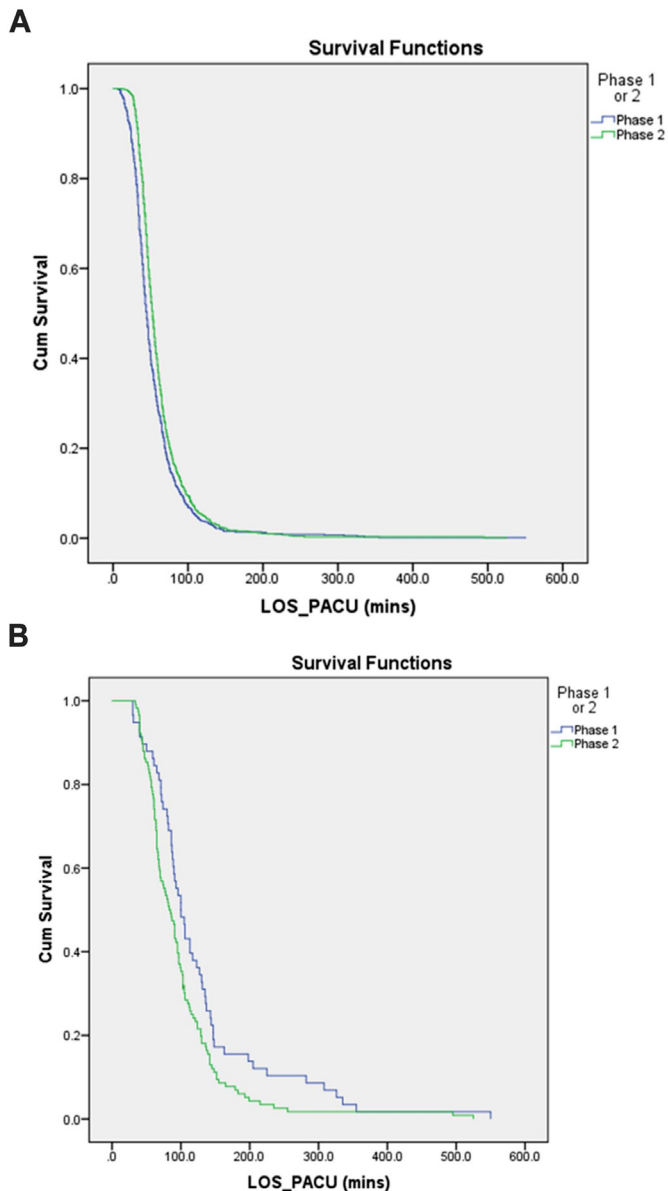 A
Survival Functions
Phase 1
or 2
Phase 1
Phase 2
1.0
0.8
0.6
0.4
0.2
0.0
Cum Survival
.0 100.0 200.0 300.0 400.0 500.0 600.0
LOS_PACU (mins)
B
Survival Functions
Phase 1
or 2
Phase 1
Phase 2
1.0
0.8
0.6
0.4
0.2
0.0
Cum Survival
.0 100.0 200.0 300.0 400.0 500.0 600.0
LOS_PACU (mins)